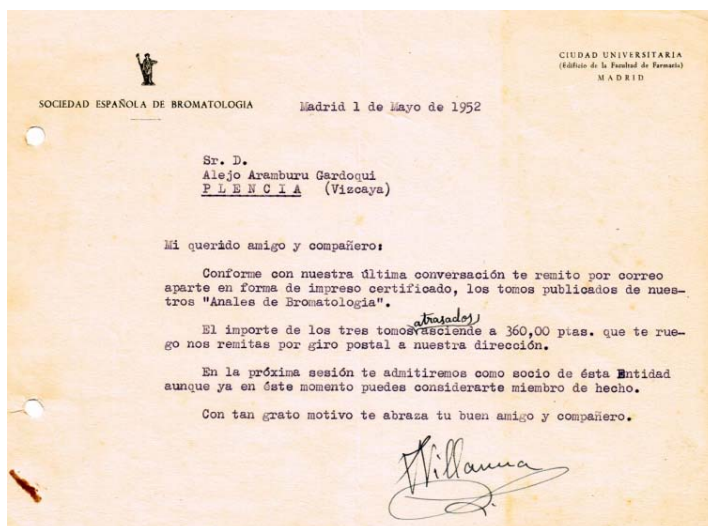 CIUDAD UNIVERSITARIA
(Edificio de la Facultad de Farmacia)
MADRID
SOCIEDAD ESPAÑOLA DE BROMATOLOGIA
Madrid 1 de Mayo de 1952
Sr. D.
Alejo Aramburu Gardoqui
PLENCIA (Vizcaya)
Mi querido amigo y compañero:
Conforme con nuestra última conversación te remito por correo
aparte en forma de impreso certificado, los tomos publicados de nues-
tros "Anales de Bromatologia".
atrasados
El importe de los tres tomos asciende a 360,00 ptas. que te rue-
go nos remitas por giro postal a nuestra dirección.
En la próxima sesión te admitiremos como socio de ésta Entidad
aunque ya en éste momento puedes considerarte miembro de hecho.
Con tan grato motivo te abraza tu buen amigo y compañero.